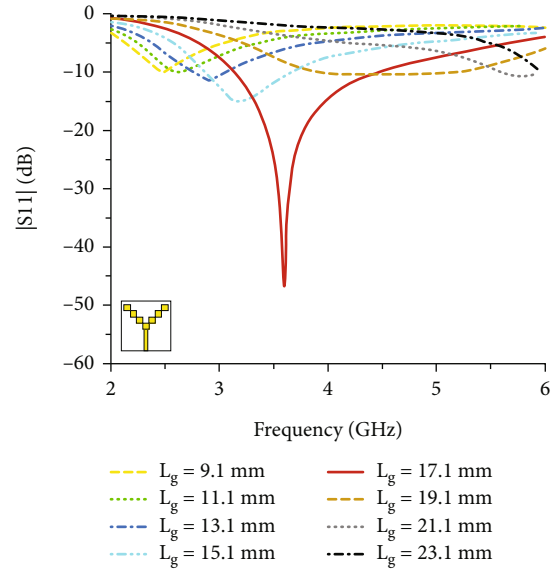 0
−10
−20
−30
−40
−50
−60
|S11| (dB)
2 3 4 5 6
Frequency (GHz)
Lg = 9.1 mm
Lg = 11.1 mm
Lg = 13.1 mm
Lg = 15.1 mm
Lg = 17.1 mm
Lg = 19.1 mm
Lg = 21.1 mm
Lg = 23.1 mm